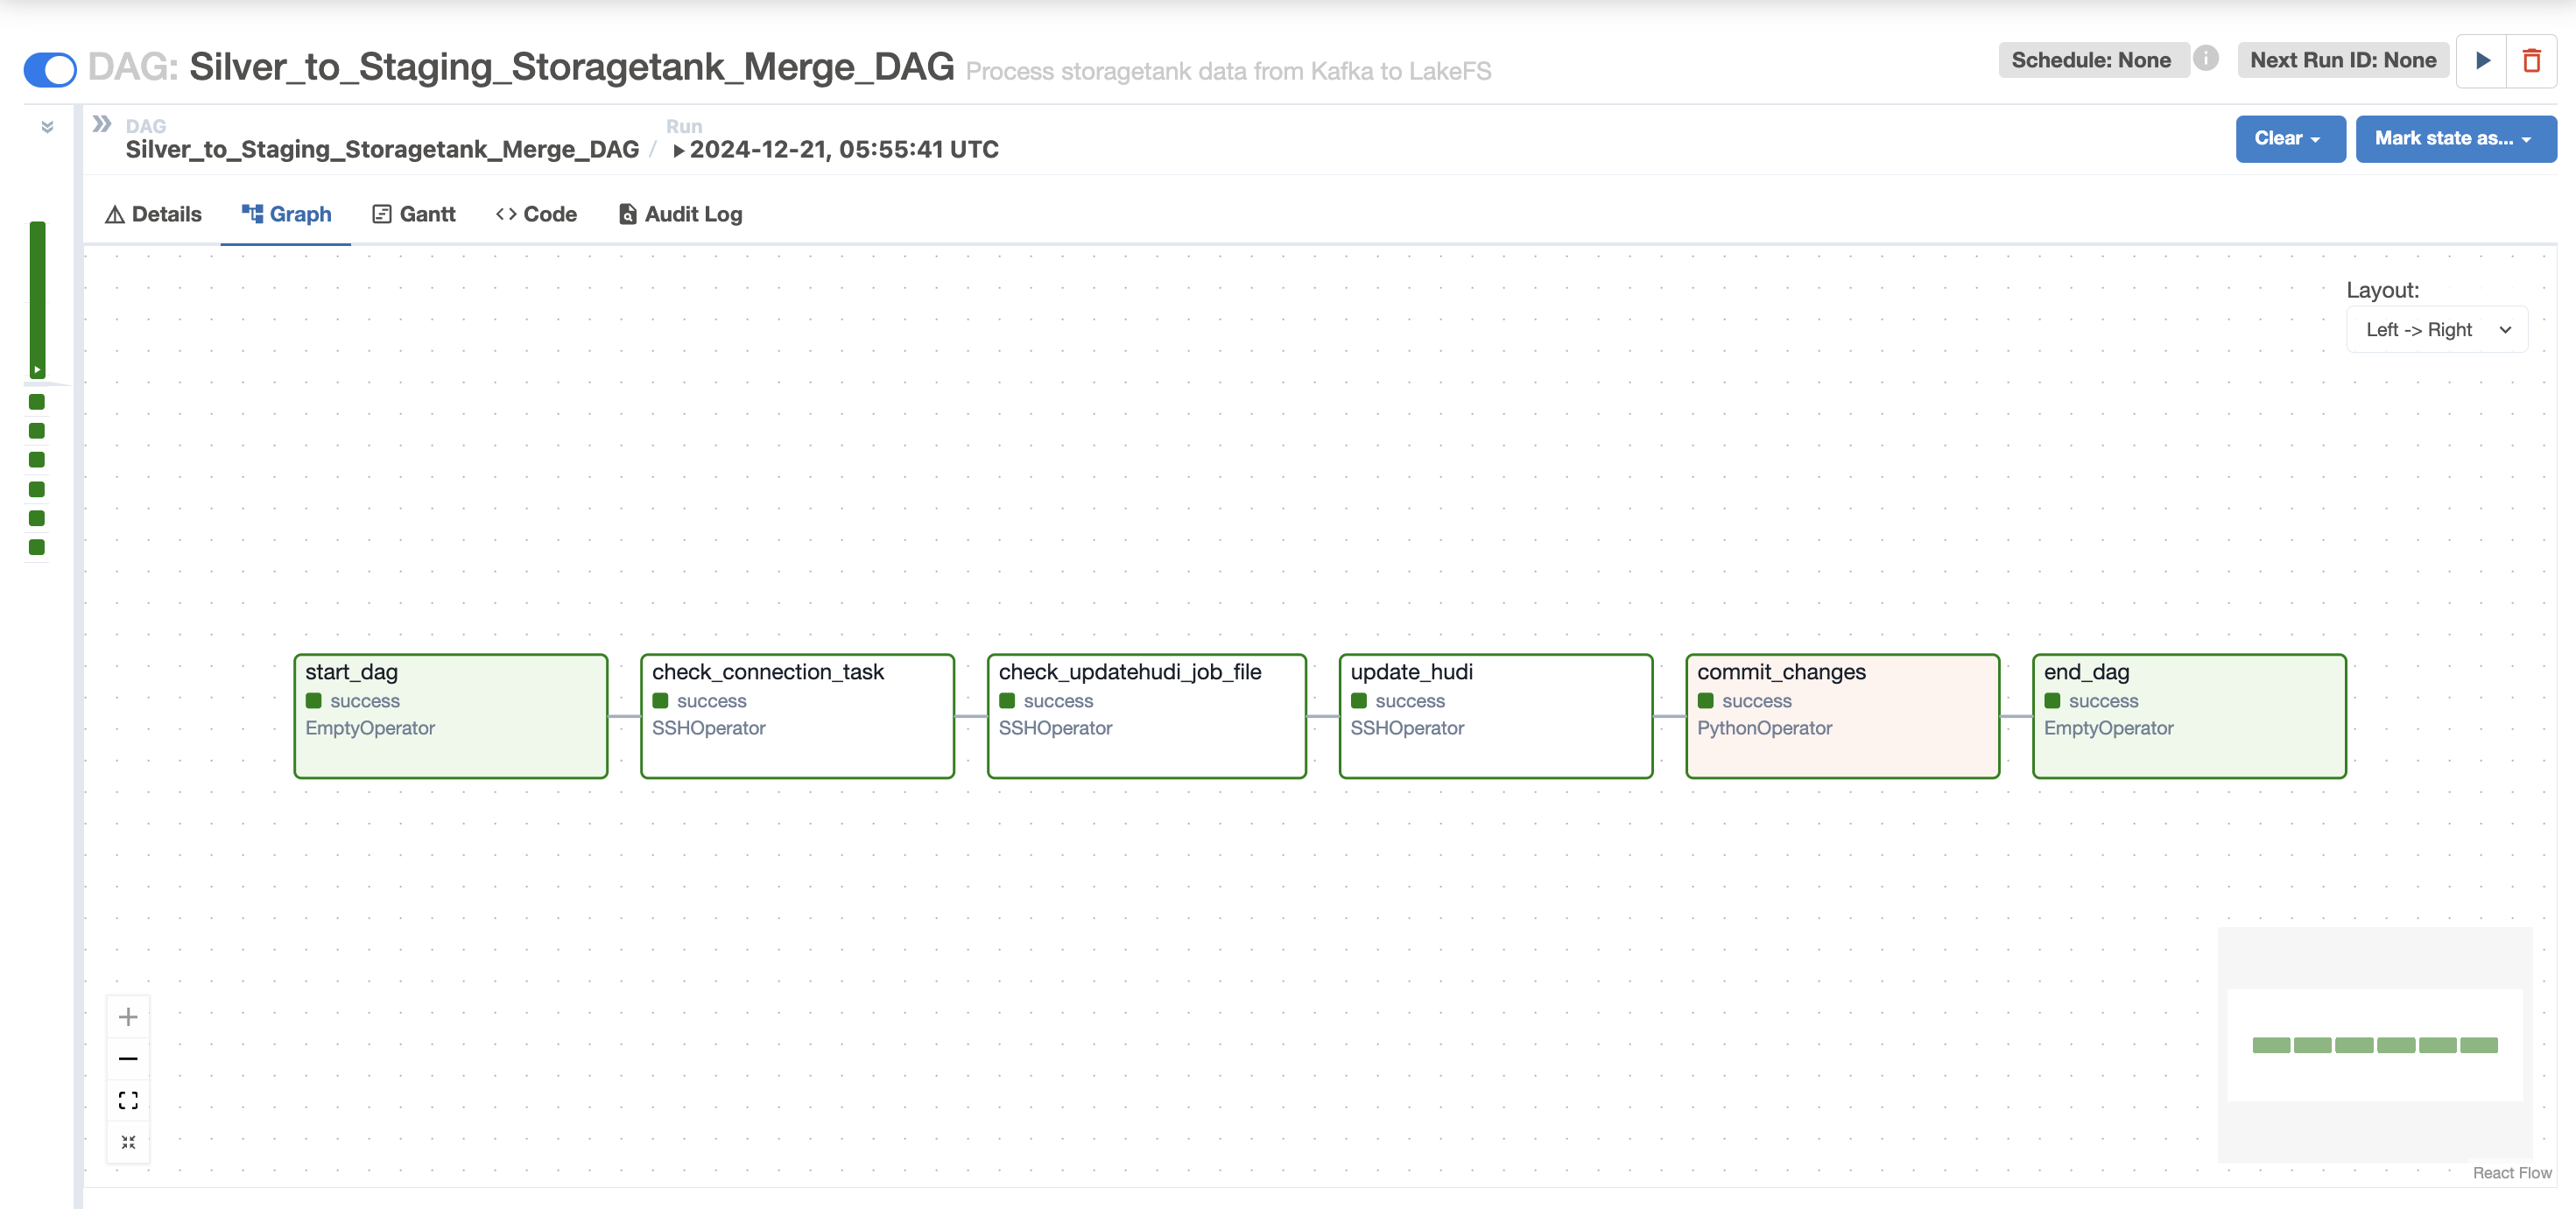 DAG: Silver_to_Staging_Storagetank_Merge_DAG Process storagetank data from Kafka to LakeFS
Schedule: None
Next Run ID: None
DAG
Silver_to_Staging_Storagetank_Merge_DAG
/
Run
2024-12-21, 05:55:41 UTC
Clear
Mark state as...
Details
Graph
Gantt
Code
Audit Log
Layout:
Left -> Right
start_dag
success
EmptyOperator
check_connection_task
success
SSHOperator
check_updatehudi_job_file
success
SSHOperator
update_hudi
success
SSHOperator
commit_changes
success
PythonOperator
end_dag
success
EmptyOperator
React Flow